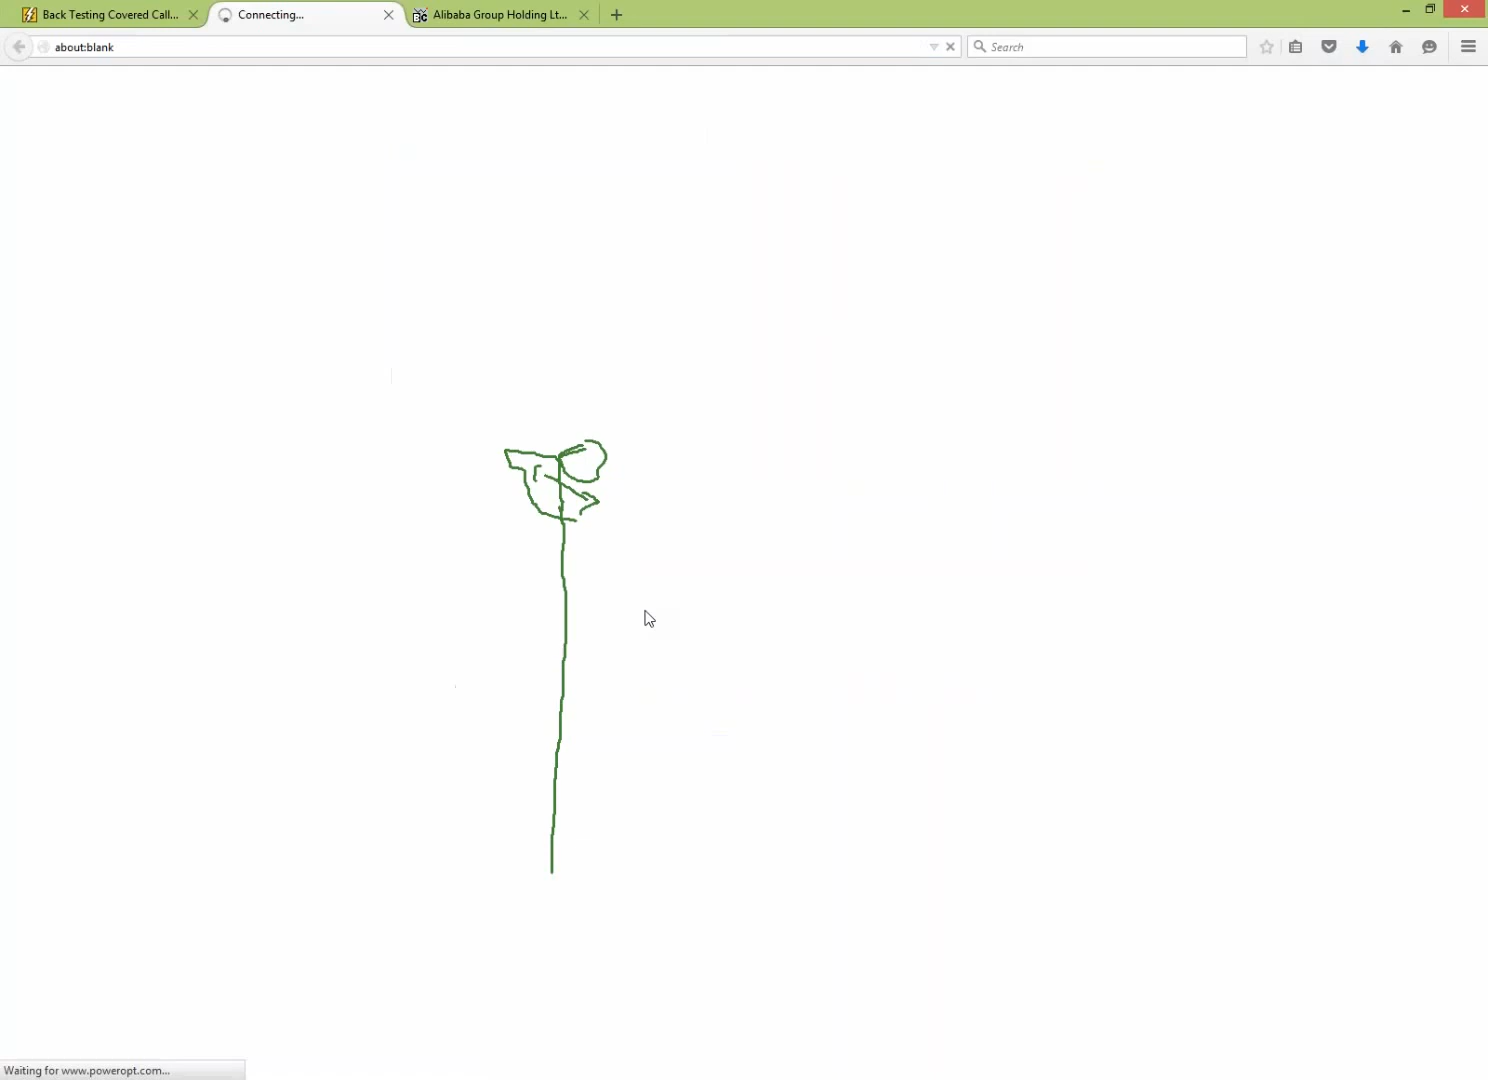 Back Testing Covered Call...
Connecting...
Alibaba Group Holding Lt...
about:blank
Search
Waiting for www.poweropt.com...